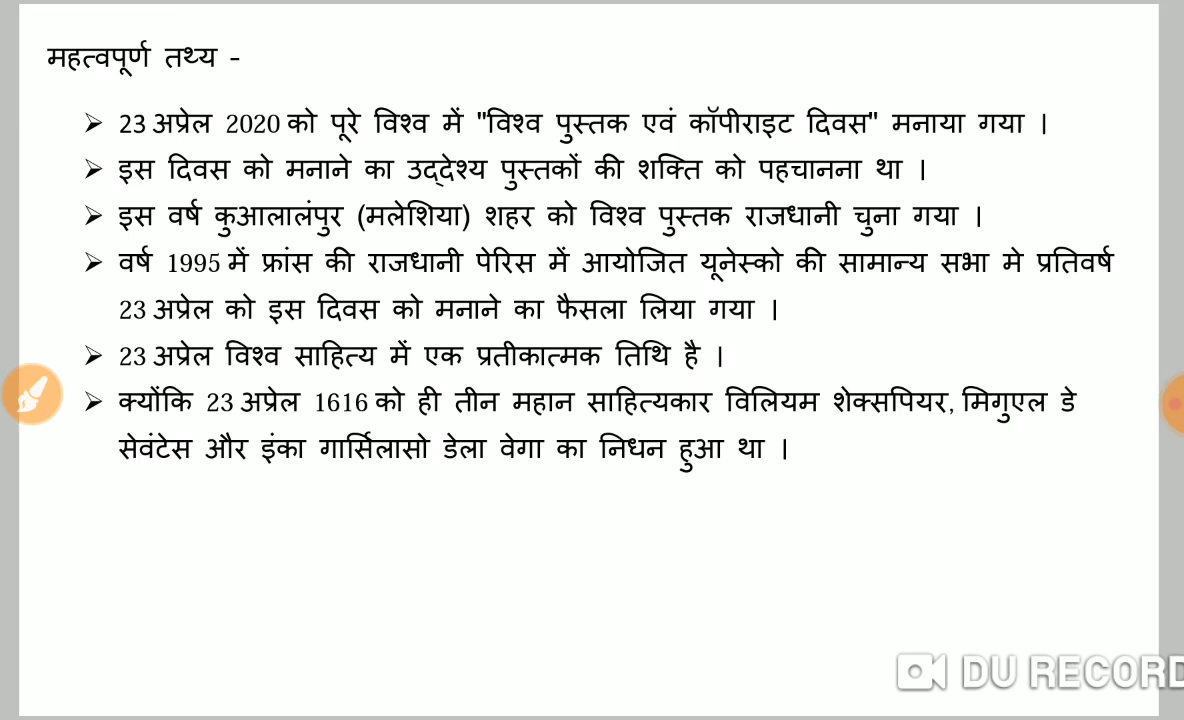 महत्वपूर्ण तथ्य -
➢ 23 अप्रेल 2020 को पूरे विश्व में "विश्व पुस्तक एवं कॉपीराइट दिवस" मनाया गया ।
➢ इस दिवस को मनाने का उद्देश्य पुस्तकों की शक्ति को पहचानना था ।
➢ इस वर्ष कुआलालंपुर (मलेशिया) शहर को विश्व पुस्तक राजधानी चुना गया ।
➢ वर्ष 1995 में फ्रांस की राजधानी पेरिस में आयोजित यूनेस्को की सामान्य सभा मे प्रतिवर्ष
23 अप्रेल को इस दिवस को मनाने का फैसला लिया गया ।
➢ 23 अप्रेल विश्व साहित्य में एक प्रतीकात्मक तिथि है ।
➢ क्योंकि 23 अप्रेल 1616 को ही तीन महान साहित्यकार विलियम शेक्सपियर, मिगुएल डे
सेवंटेस और इंका गार्सिलासो डेला वेगा का निधन हुआ था ।
DU RECORD